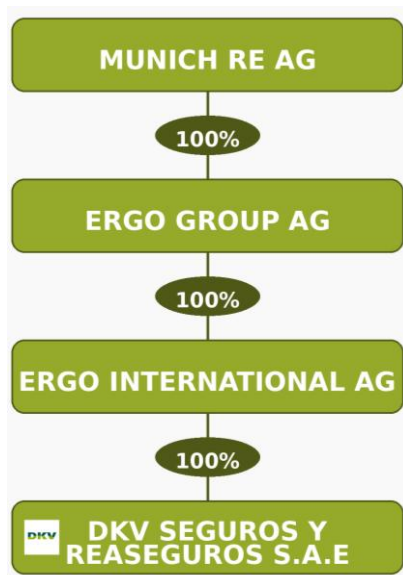 MUNICH RE AG
100%
ERGO GROUP AG
100%
ERGO INTERNATIONAL AG
100%
DKV
DKV SEGUROS Y
REASEGUROS S.A.E